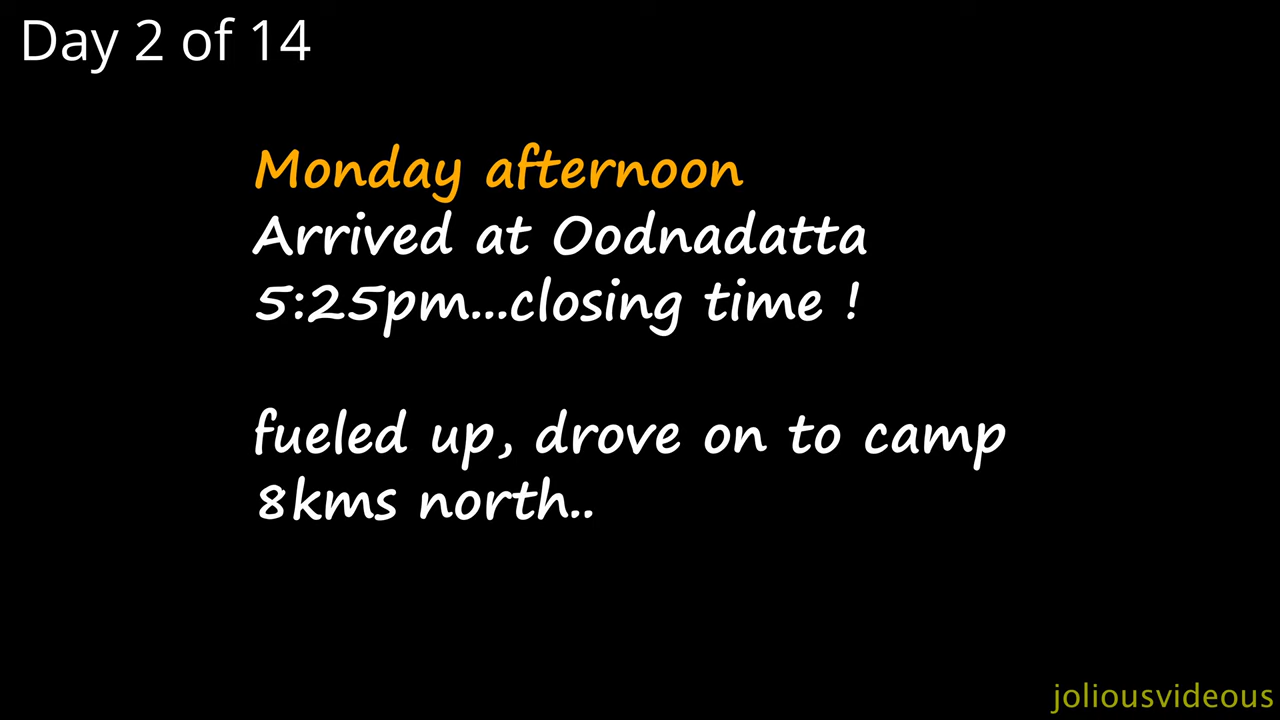 Day 2 of 14
Monday afternoon
Arrived at Oodnadatta
5:25pm...closing time !
fueled up, drove on to camp
8kms north..
joliousvideous